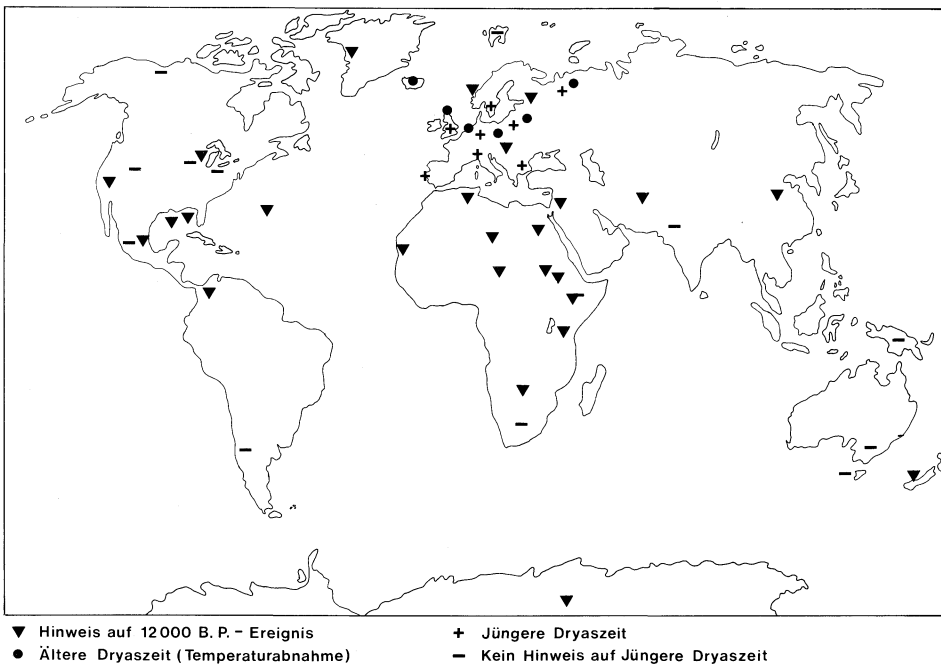 ▼ Hinweis auf 12000 B. P. - Ereignis
● Ältere Dryaszeit (Temperaturabnahme)
+ Jüngere Dryaszeit
– Kein Hinweis auf Jüngere Dryaszeit